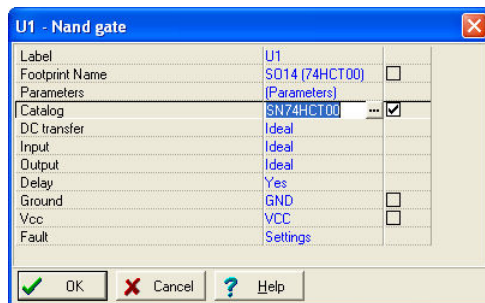 U1 - Nand gate
Label U1
Footprint Name SO14 (74HCT00)
Parameters (Parameters)
Catalog SN74HCT00 ...
DC transfer Ideal
Input Ideal
Output Ideal
Delay Yes
Ground GND
Vcc VCC
Fault Settings
OK Cancel ? Help